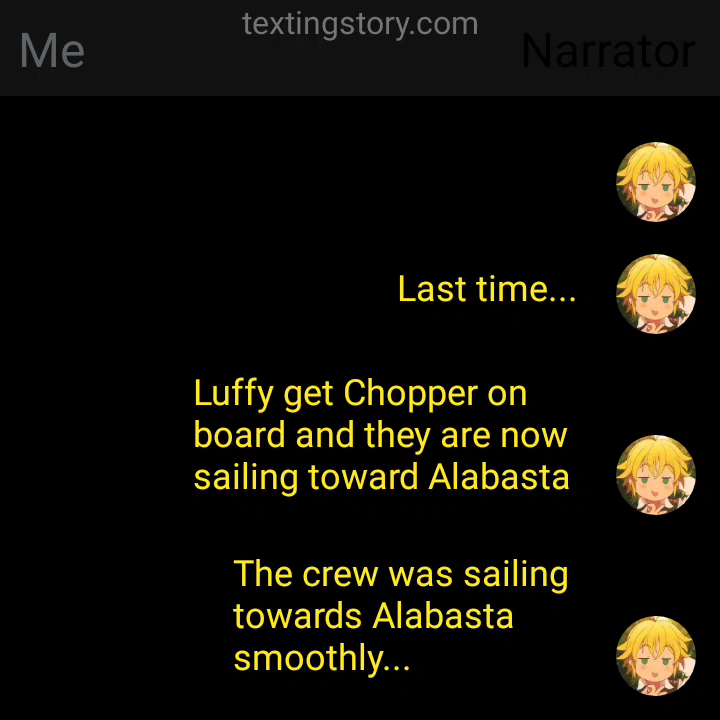 textingstory.com
Me
Narrator
Last time...
Luffy get Chopper on
board and they are now
sailing toward Alabasta
The crew was sailing
towards Alabasta
smoothly...